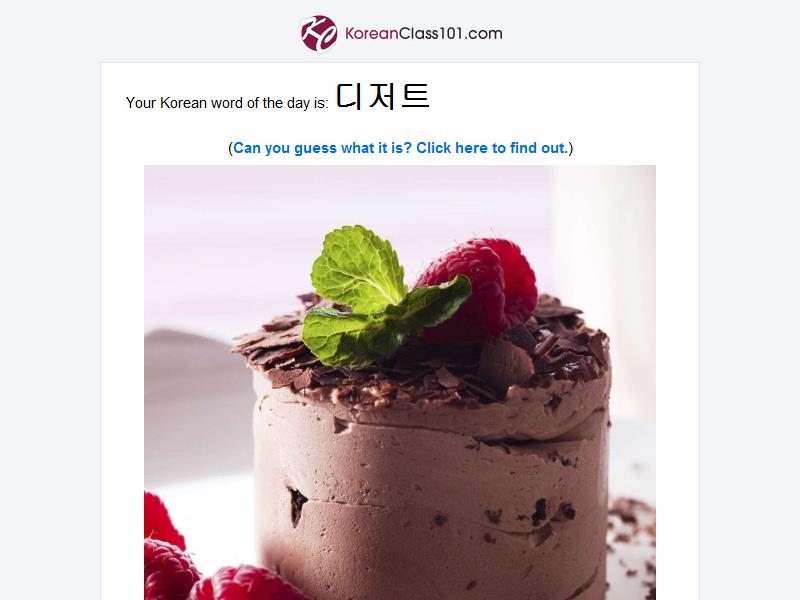 KoreanClass101.com
Your Korean word of the day is: 디저트
(Can you guess what it is? Click here to find out.)